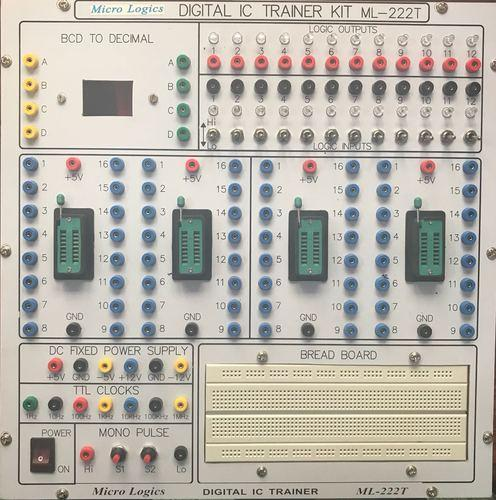 Micro Logics DIGITAL IC TRAINER KIT ML-222T
BCD TO DECIMAL
LOGIC OUTPUTS
1 2 3 4 5 6 7 8 9 10 11 12
A A
B B
C C
D D
1 2 3 4 5 6 7 8 9 10 11 12
Hi
Lo
LOGIC INPUTS
1 +5V 16 +5V 16 1 +5V 16 1 +5V 16
2 15 2 15 2 15 2 15
3 14 3 14 3 14 3 14
4 13 4 13 4 13 4 13
5 12 5 12 5 12 5 12
6 11 6 11 6 11 6 11
7 10 7 10 7 10 7 10
8 GND 9 8 GND 9 8 GND 9 8 GND 9
DC FIXED POWER SUPPLY
+5V GND -5V +12V GND -12V
TTL CLOCKS
1Hz 10Hz 100Hz 1KHz 10KHz 100KHz 1MHz
POWER
ON
MONO PULSE
Hi S1 S2 Lo
BREAD BOARD
Micro Logics DIGITAL IC TRAINER ML-222T